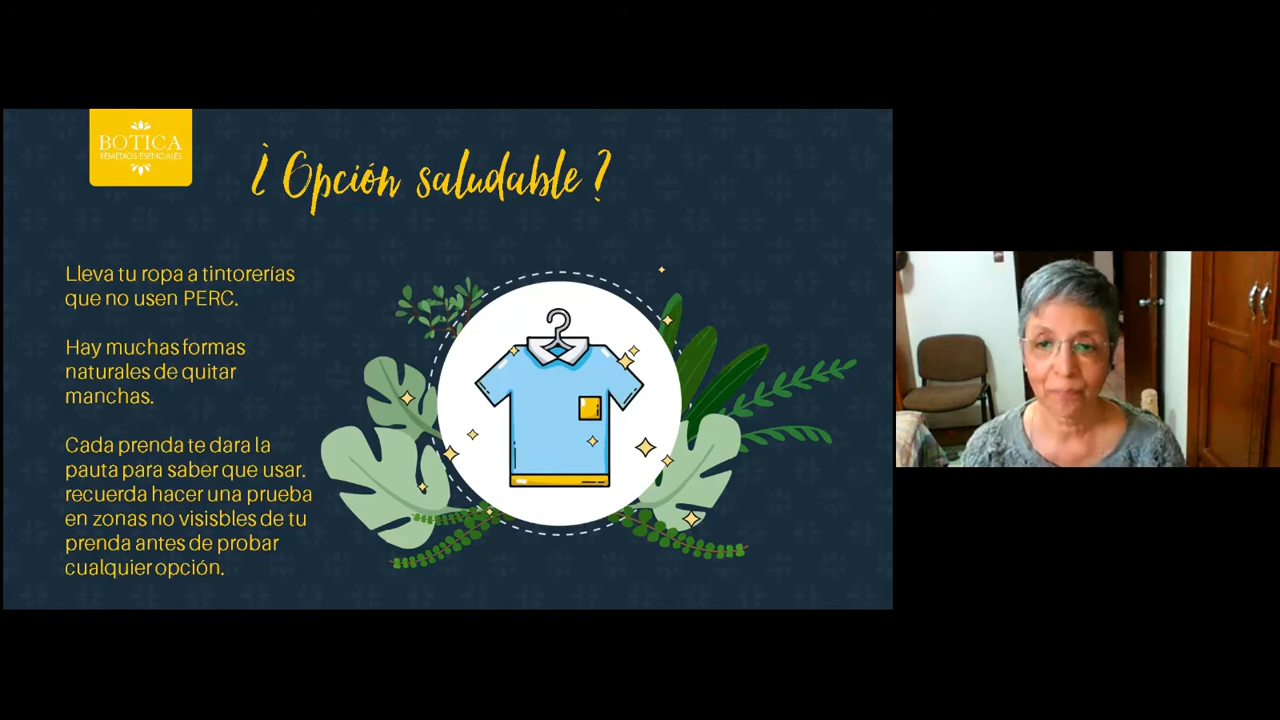 BOTICA
REMEDIOS ESENCIALES
¿Opción saludable?
Lleva tu ropa a tintorerías
que no usen PERC.
Hay muchas formas
naturales de quitar
manchas.
Cada prenda te dara la
pauta para saber que usar.
recuerda hacer una prueba
en zonas no visisbles de tu
prenda antes de probar
cualquier opción.